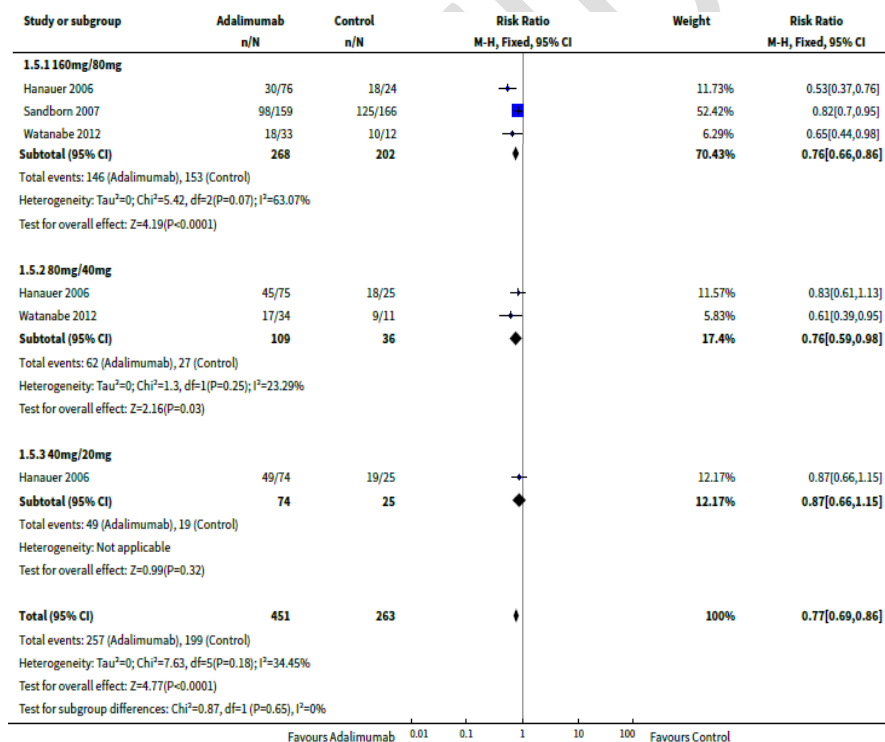 Study or subgroup Adalimumab Control Risk Ratio Weight Risk Ratio
n/N n/N M-H, Fixed, 95% CI M-H, Fixed, 95% CI
1.5.1 160mg/80mg
Hanauer 2006 30/76 18/24 11.73% 0.53[0.37,0.76]
Sandborn 2007 98/159 125/166 52.42% 0.82[0.7,0.95]
Watanabe 2012 18/33 10/12 6.29% 0.65[0.44,0.98]
Subtotal (95% CI) 268 202 70.43% 0.76[0.66,0.86]
Total events: 146 (Adalimumab), 153 (Control)
Heterogeneity: Tau²=0; Chi²=5.42, df=2(P=0.07); I²=63.07%
Test for overall effect: Z=4.19(P<0.0001)
1.5.2 80mg/40mg
Hanauer 2006 45/75 18/25 11.57% 0.83[0.61,1.13]
Watanabe 2012 17/34 9/11 5.83% 0.61[0.39,0.95]
Subtotal (95% CI) 109 36 17.4% 0.76[0.59,0.98]
Total events: 62 (Adalimumab), 27 (Control)
Heterogeneity: Tau²=0; Chi²=1.3, df=1(P=0.25); I²=23.29%
Test for overall effect: Z=2.16(P=0.03)
1.5.3 40mg/20mg
Hanauer 2006 49/74 19/25 12.17% 0.87[0.66,1.15]
Subtotal (95% CI) 74 25 12.17% 0.87[0.66,1.15]
Total events: 49 (Adalimumab), 19 (Control)
Heterogeneity: Not applicable
Test for overall effect: Z=0.99(P=0.32)
Total (95% CI) 451 263 100% 0.77[0.69,0.86]
Total events: 257 (Adalimumab), 199 (Control)
Heterogeneity: Tau²=0; Chi²=7.63, df=5(P=0.18); I²=34.45%
Test for overall effect: Z=4.77(P<0.0001)
Test for subgroup differences: Chi²=0.87, df=1 (P=0.65), I²=0%
Favours Adalimumab 0.01 0.1 1 10 100 Favours Control